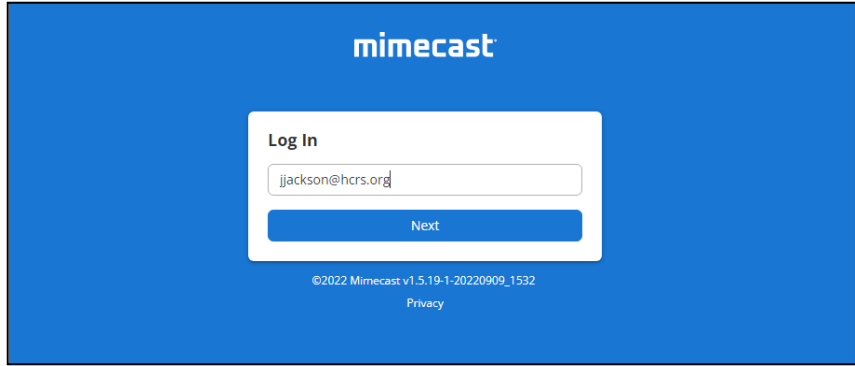 mimecast
Log In
jjackson@hcrs.org
Next
©2022 Mimecast v1.5.19-1-20220909_1532
Privacy